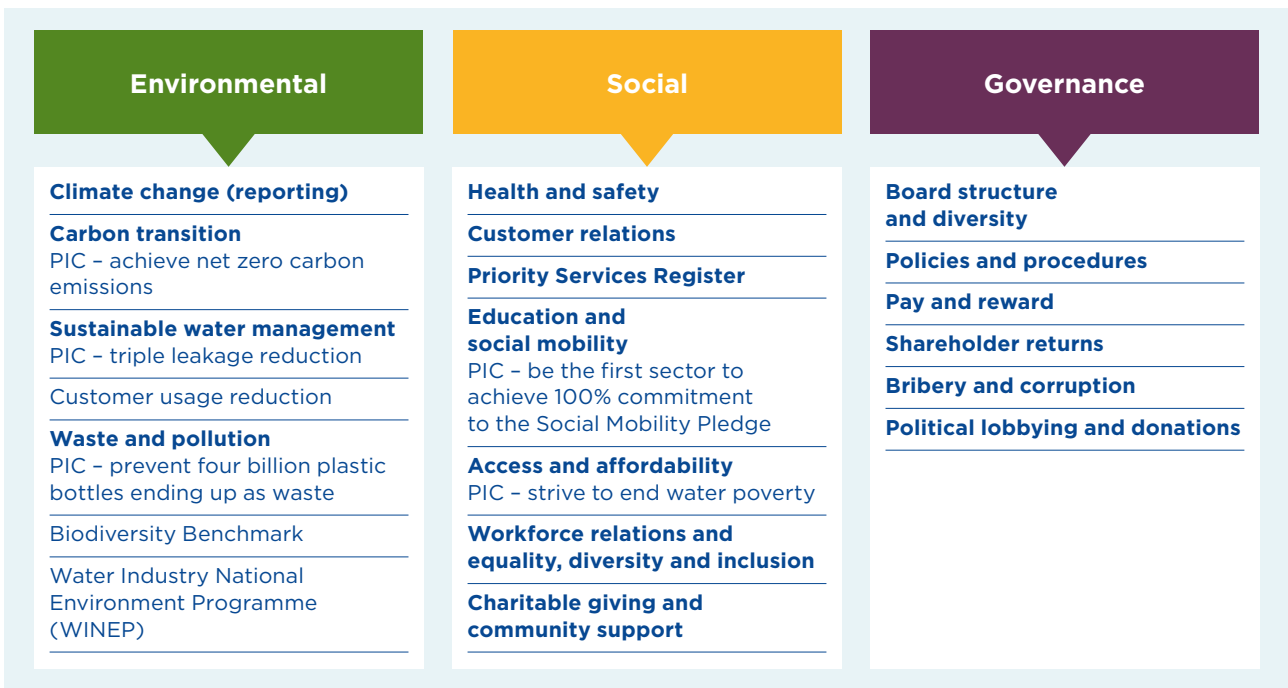 Environmental
Climate change (reporting)
Carbon transition
PIC – achieve net zero carbon
emissions
Sustainable water management
PIC – triple leakage reduction
Customer usage reduction
Waste and pollution
PIC – prevent four billion plastic
bottles ending up as waste
Biodiversity Benchmark
Water Industry National
Environment Programme
(WINEP)
Social
Health and safety
Customer relations
Priority Services Register
Education and
social mobility
PIC – be the first sector to
achieve 100% commitment
to the Social Mobility Pledge
Access and affordability
PIC – strive to end water poverty
Workforce relations and
equality, diversity and inclusion
Charitable giving and
community support
Governance
Board structure
and diversity
Policies and procedures
Pay and reward
Shareholder returns
Bribery and corruption
Political lobbying and donations